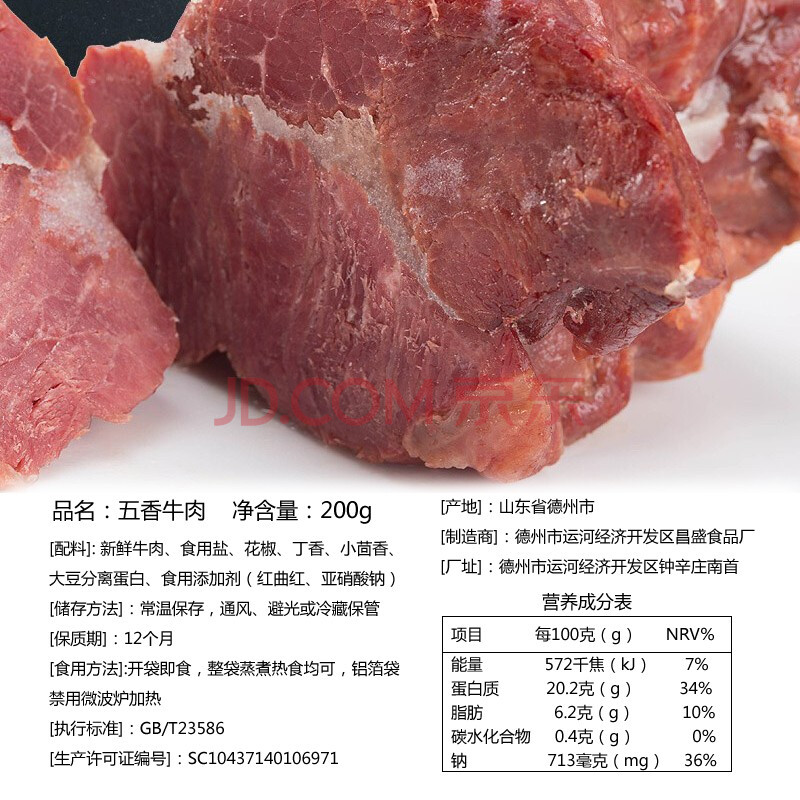 JD.COM 京东
品名：五香牛肉 净含量：200g
[配料]: 新鲜牛肉、食用盐、花椒、丁香、小茴香、
大豆分离蛋白、食用添加剂（红曲红、亚硝酸钠）
[储存方法]：常温保存，通风、避光或冷藏保管
[保质期]：12个月
[食用方法]:开袋即食，整袋蒸煮热食均可，铝箔袋
禁用微波炉加热
[执行标准]：GB/T23586
[生产许可证编号]：SC10437140106971
[产地]：山东省德州市
[制造商]：德州市运河经济开发区昌盛食品厂
[厂址]：德州市运河经济开发区钟辛庄南首
营养成分表
项目 每100克（g） NRV%
能量 572千焦（kJ） 7%
蛋白质 20.2克（g） 34%
脂肪 6.2克（g） 10%
碳水化合物 0.4克（g） 0%
钠 713毫克（mg） 36%